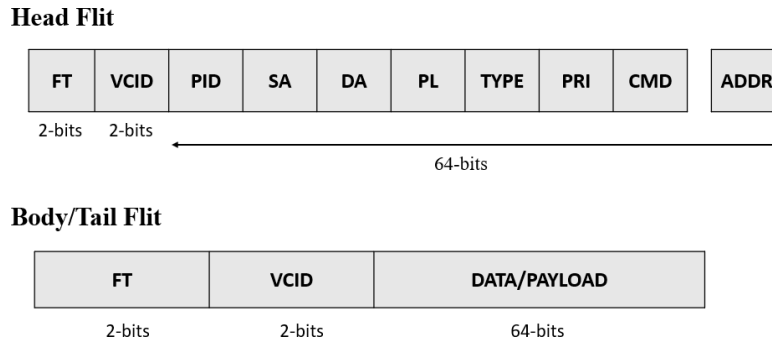 Head Flit
FT VCID PID SA DA PL TYPE PRI CMD ADDR
2-bits 2-bits
64-bits
Body/Tail Flit
FT VCID DATA/PAYLOAD
2-bits 2-bits 64-bits